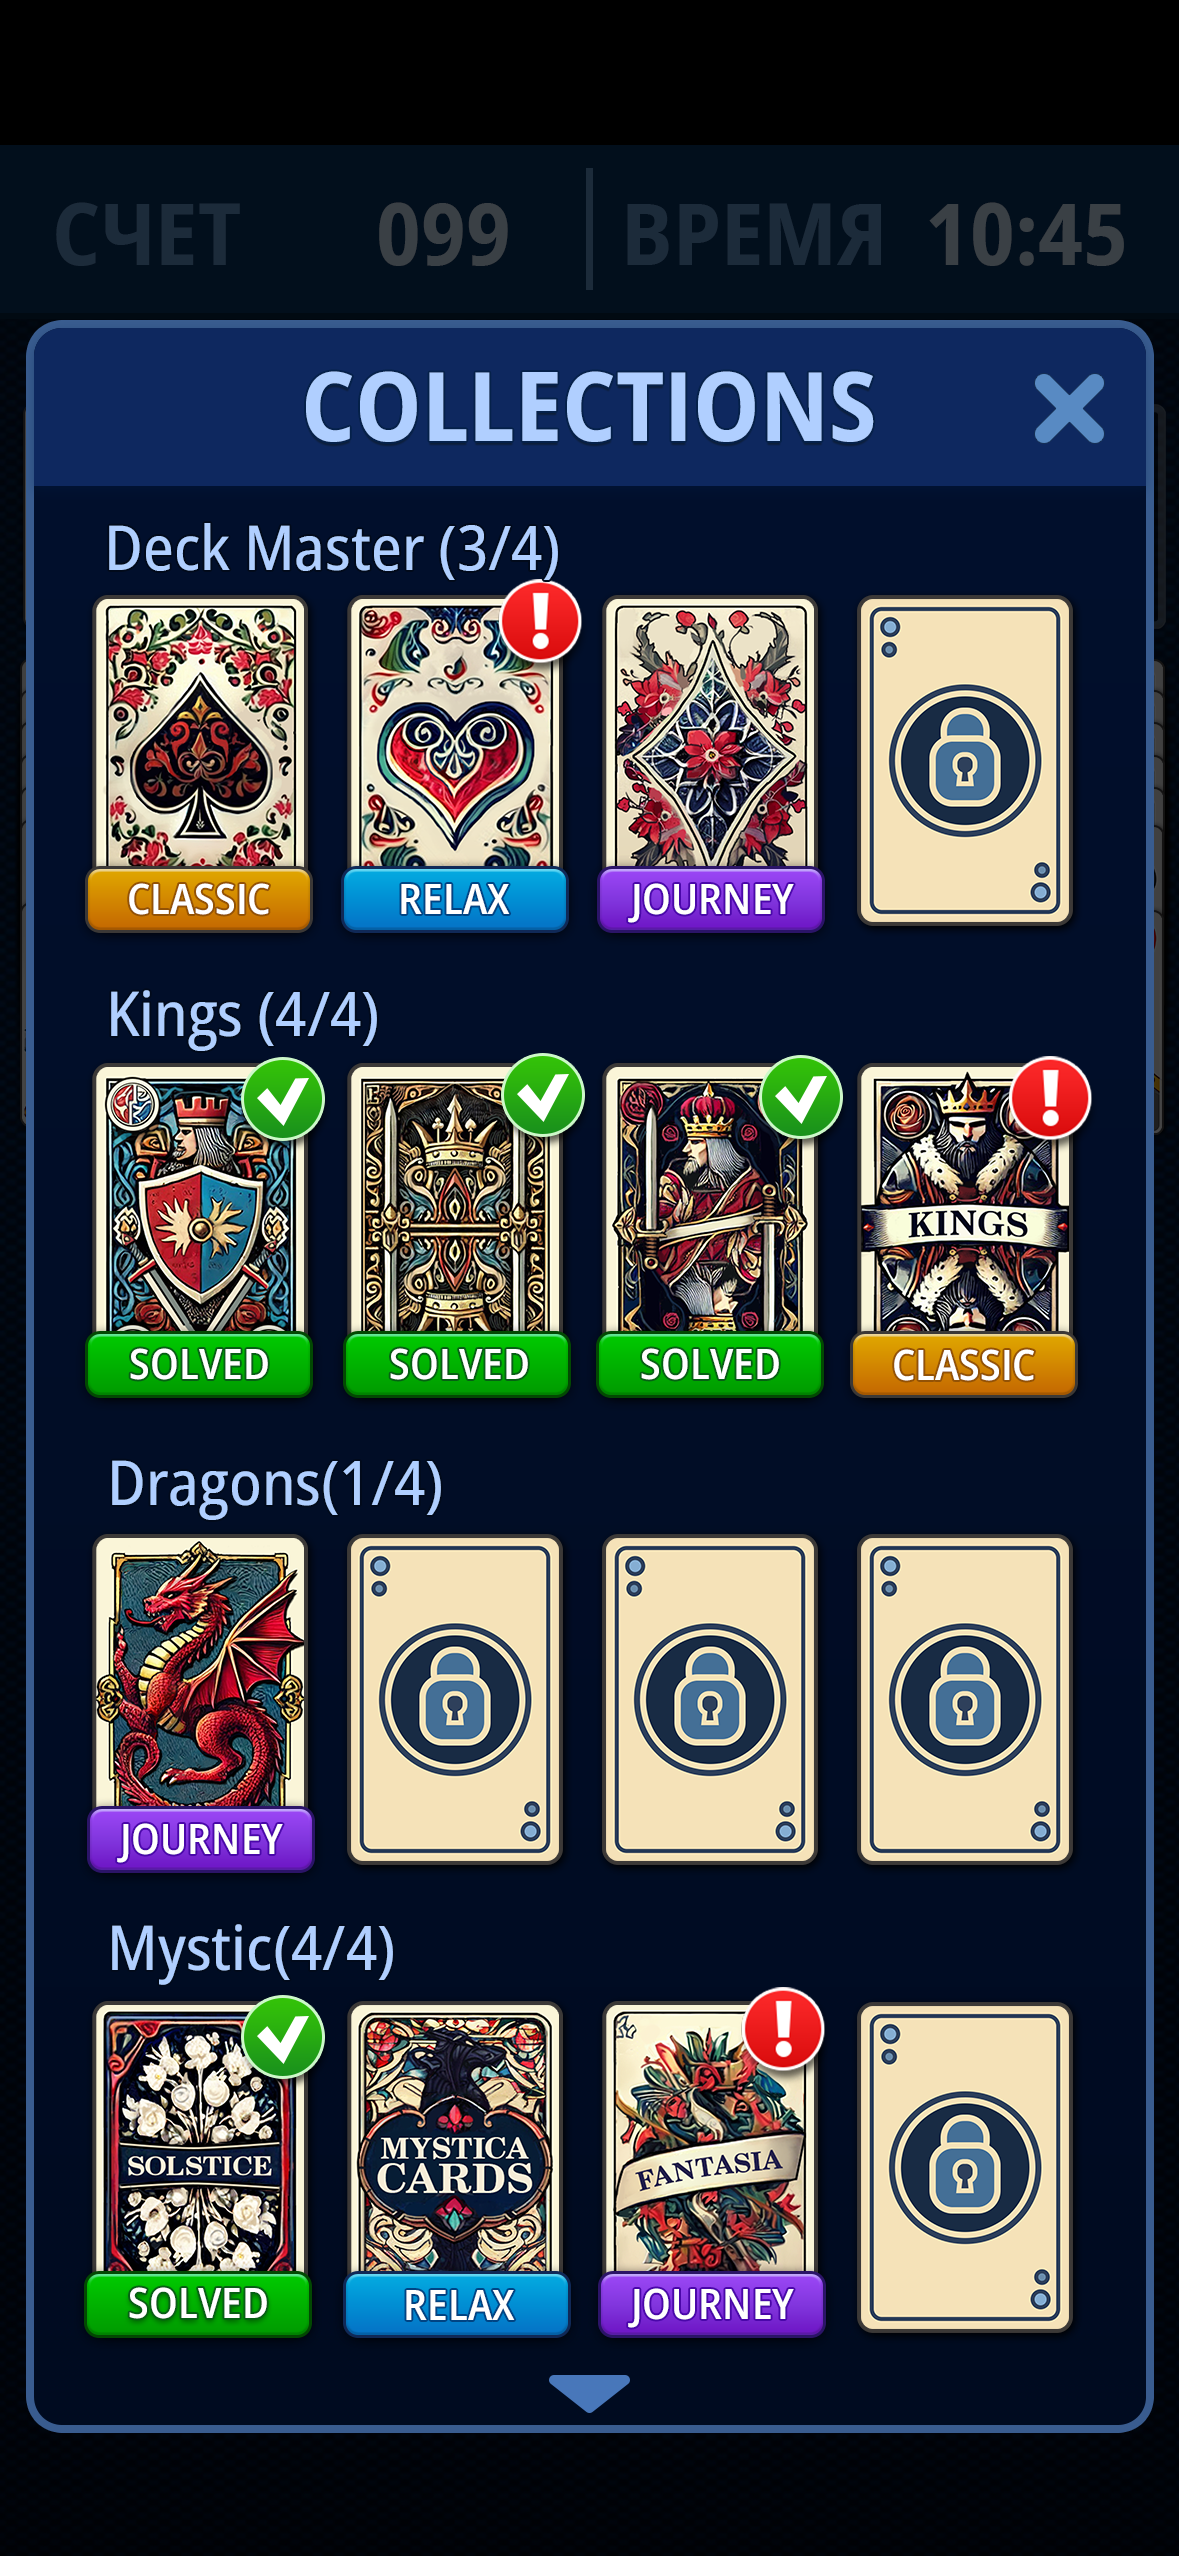 СЧЕТ 099 ВРЕМЯ 10:45
COLLECTIONS
Deck Master (3/4)
CLASSIC RELAX JOURNEY
Kings (4/4)
KINGS
SOLVED SOLVED SOLVED CLASSIC
Dragons(1/4)
JOURNEY
Mystic(4/4)
SOLSTICE
MYSTICA
CARDS
FANTASIA
SOLVED RELAX JOURNEY